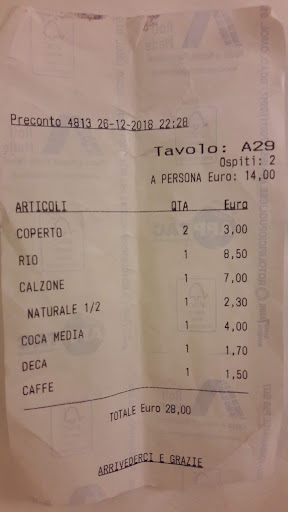 Preconto 4813 26-12-2018 22:28
Tavolo: A29
Ospiti: 2
A PERSONA Euro: 14,00
ARTICOLI QTA Euro
COPERTO 2 3,00
RIO 1 8,50
CALZONE 1 7,00
NATURALE 1/2 1 2,30
COCA MEDIA 1 4,00
DECA 1 1,70
CAFFE 1 1,50
TOTALE Euro 28,00
ARRIVEDERCI E GRAZIE